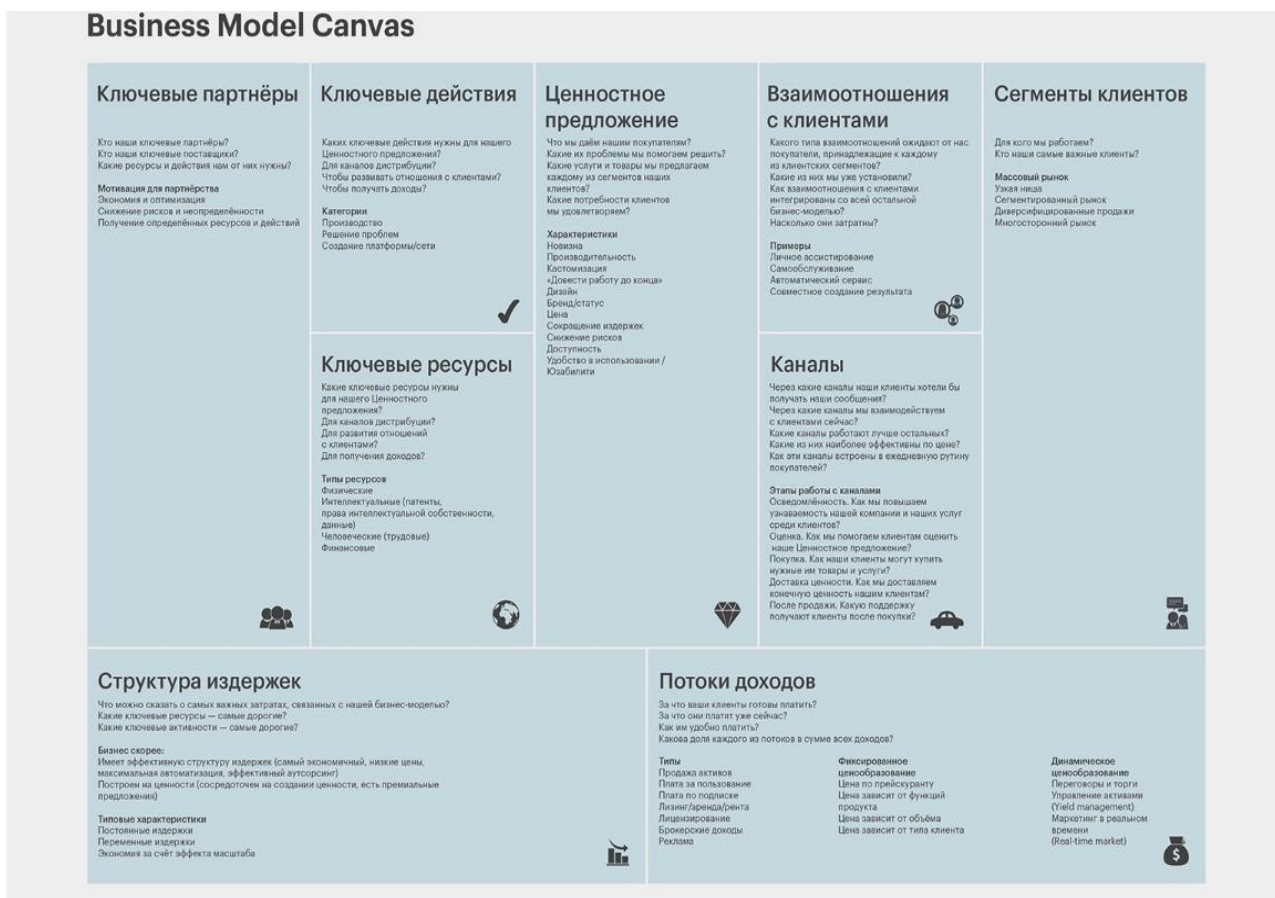 Business Model Canvas
Ключевые партнёры
Кто наши ключевые партнёры?
Кто наши ключевые поставщики?
Какие ресурсы и действия нам от них нужны?
Мотивация для партнёрства
Экономия и оптимизация
Снижение рисков и неопределённости
Получение определённых ресурсов и действий
Ключевые действия
Каких ключевые действия нужны для нашего
Ценностного предложения?
Для каналов дистрибуции?
Чтобы развивать отношения с клиентами?
Чтобы получать доходы?
Категории
Производство
Решение проблем
Создание платформы/сети
Ключевые ресурсы
Какие ключевые ресурсы нужны
для нашего Ценностного
предложения?
Для каналов дистрибуции?
Для развития отношений
с клиентами?
Для получения доходов?
Типы ресурсов
Физические
Интеллектуальные (патенты,
права интеллектуальной собственности,
данные)
Человеческие (трудовые)
Финансовые
Ценностное
предложение
Что мы даём нашим покупателям?
Какие их проблемы мы помогаем решить?
Какие услуги и товары мы предлагаем
каждому из сегментов наших
клиентов?
Какие потребности клиентов
мы удовлетворяем?
Характеристики
Новизна
Производительность
Кастомизация
«Довести работу до конца»
Дизайн
Бренд/статус
Цена
Сокращение издержек
Снижение рисков
Доступность
Удобство в использовании /
Юзабилити
Взаимоотношения
с клиентами
Какого типа взаимоотношений ожидают от нас
покупатели, принадлежащие к каждому
из клиентских сегментов?
Какие из них мы уже установили?
Как взаимоотношения с клиентами
интегрированы со всей остальной
бизнес-моделью?
Насколько они затратны?
Примеры
Личное ассистирование
Самообслуживание
Автоматический сервис
Совместное создание результата
Каналы
Через какие каналы наши клиенты хотели бы
получать наши сообщения?
Через какие каналы мы взаимодействуем
с клиентами сейчас?
Какие каналы работают лучше остальных?
Какие из них наиболее эффективны по цене?
Как эти каналы встроены в ежедневную рутину
покупателей?
Этапы работы с каналами
Осведомлённость. Как мы повышаем
узнаваемость нашей компании и наших услуг
среди клиентов?
Оценка. Как мы помогаем клиентам оценить
наше Ценностное предложение?
Покупка. Как наши клиенты могут купить
нужные им товары и услуги?
Доставка ценности. Как мы доставляем
конечную ценность нашим клиентам?
После продажи. Какую поддержку
получают клиенты после покупки?
Сегменты клиентов
Для кого мы работаем?
Кто наши самые важные клиенты?
Массовый рынок
Узкая ниша
Сегментированный рынок
Диверсифицированные продажи
Многосторонний рынок
Структура издержек
Что можно сказать о самых важных затратах, связанных с нашей бизнес-моделью?
Какие ключевые ресурсы — самые дорогие?
Какие ключевые активности — самые дорогие?
Бизнес скорее:
Имеет эффективную структуру издержек (самый экономичный, низкие цены,
максимальная автоматизация, эффективный аутсорсинг)
Построен на ценности (сосредоточен на создании ценности, есть премиальные
предложения)
Типовые характеристики
Постоянные издержки
Переменные издержки
Экономия за счёт эффекта масштаба
Потоки доходов
За что ваши клиенты готовы платить?
За что они платят уже сейчас?
Как им удобно платить?
Какова доля каждого из потоков в сумме всех доходов?
Типы
Продажа активов
Плата за пользование
Плата по подписке
Лизинг/аренда/рента
Лицензирование
Брокерские доходы
Реклама
Фиксированное
ценообразование
Цена по прейскуранту
Цена зависит от функций
продукта
Цена зависит от объёма
Цена зависит от типа клиента
Динамическое
ценообразование
Переговоры и торги
Управление активами
(Yield management)
Маркетинг в реальном
времени
(Real-time market)
$